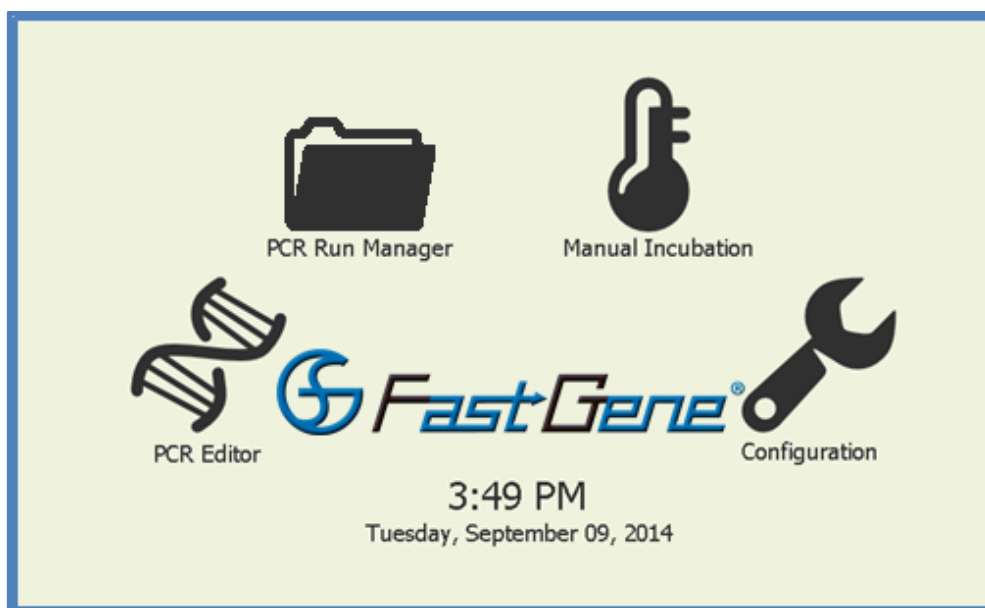 PCR Run Manager
Manual Incubation
PCR Editor
FastGene®
Configuration
3:49 PM
Tuesday, September 09, 2014